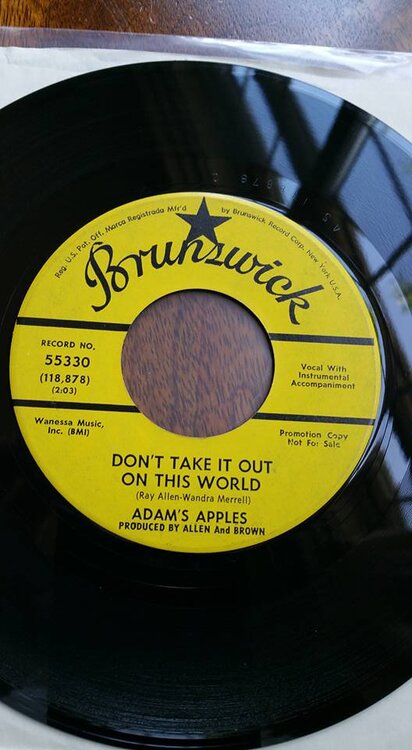 Reg. U.S. Pat. Off. Marca Registrada Mfr'd by Brunswick Record Corp. New York U.S.A.
Brunswick
RECORD NO.
55330
(118,878)
(2:03)
Vocal With
Instrumental
Accompaniment
Wanessa Music,
Inc. (BMI)
Promotion Copy
Not For Sale
DON'T TAKE IT OUT
ON THIS WORLD
(Ray Allen-Wandra Merrell)
ADAM'S APPLES
PRODUCED BY ALLEN And BROWN